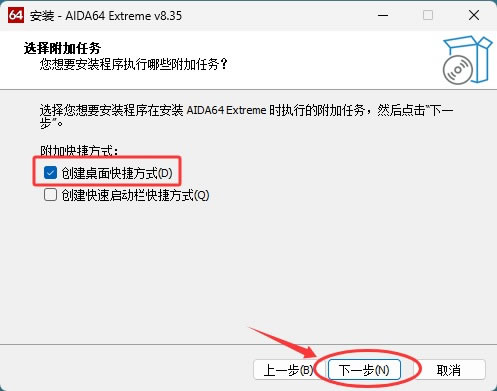 64 安装 - AIDA64 Extreme v8.35
选择附加任务
您想要安装程序执行哪些附加任务？
选择您想要安装程序在安装 AIDA64 Extreme 时执行的附加任务，然后点击“下一
步”。
附加快捷方式：
创建桌面快捷方式(D)
创建快速启动栏快捷方式(Q)
上一步(B) 下一步(N) 取消